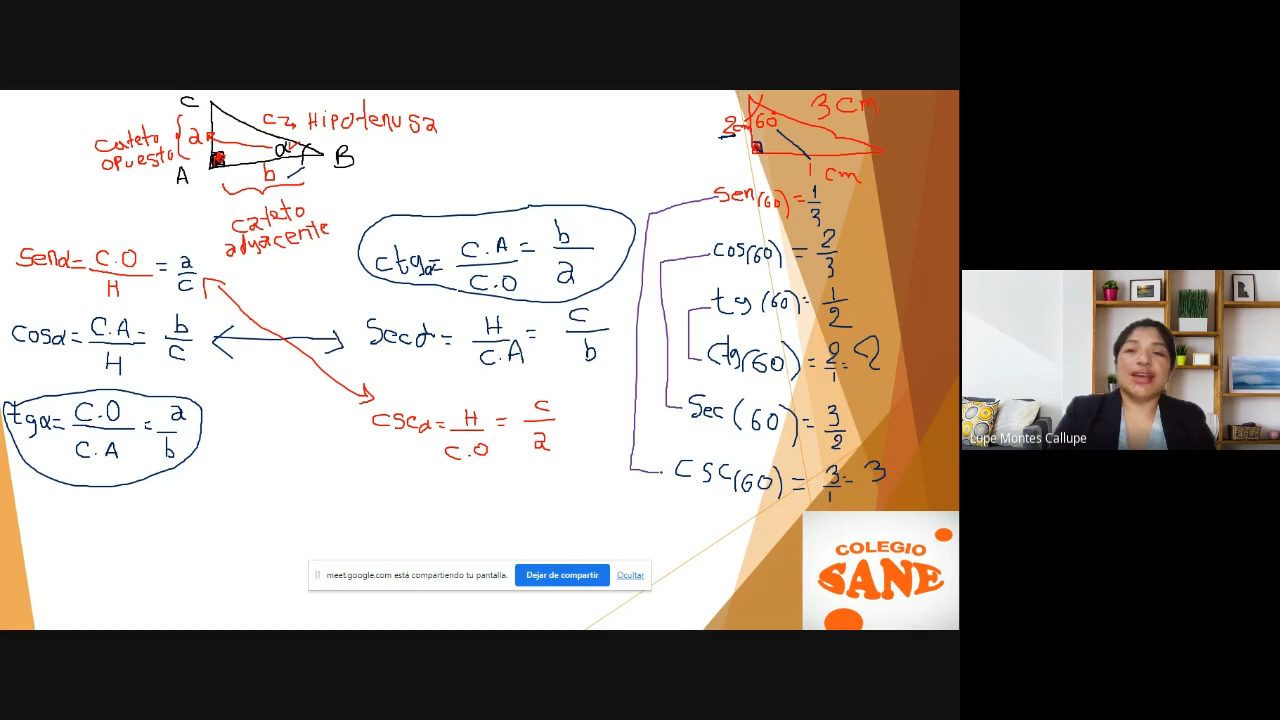 C
c → Hipotenusa
cateto
opuesto
a
α
B
A
b
cateto
adyacente
senα = C.O = a
H c
cosα = C.A = b
H c
tgα = C.O = a
C.A b
ctgα = C.A = b
C.O a
Secα = H = c
C.A b
cscα = H = c
C.O a
3 cm
2cm
60°
1 cm
sen(60) = 1/3
cos(60) = 2/3
tg(60) = 1/2
Ctg(60) = 2/1 = 2
Sec(60) = 3/2
CSC(60) = 3/1 = 3
COLEGIO
SANE
meet.google.com está compartiendo tu pantalla.
Dejar de compartir
Ocultar
Lupe Montes Callupe